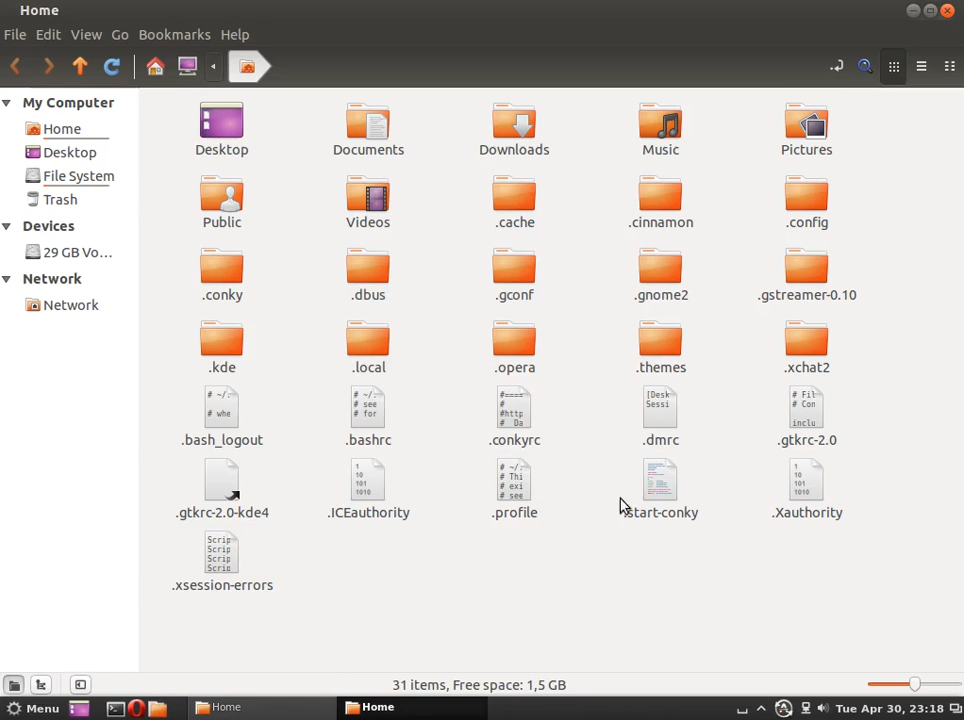 Home
File Edit View Go Bookmarks Help
My Computer
Home
Desktop
File System
Trash
Devices
29 GB Vo...
Network
Network
Desktop Documents Downloads Music Pictures
Public Videos .cache .cinnamon .config
.conky .dbus .gconf .gnome2 .gstreamer-0.10
.kde .local .opera .themes .xchat2
.bash_logout .bashrc .conkyrc .dmrc .gtkrc-2.0
.gtkrc-2.0-kde4 .ICEauthority .profile .start-conky .Xauthority
.xsession-errors
31 items, Free space: 1,5 GB
Menu Home Home Tue Apr 30, 23:18